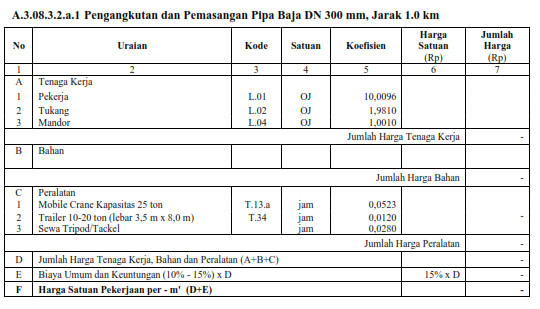 A.3.08.3.2.a.1 Pengangkutan dan Pemasangan Pipa Baja DN 300 mm, Jarak 1.0 km
No Uraian Kode Satuan Koefisien Harga Satuan (Rp) Jumlah Harga (Rp)
1 2 3 4 5 6 7
A Tenaga Kerja
1 Pekerja L.01 OJ 10,0096
2 Tukang L.02 OJ 1,9810
3 Mandor L.04 OJ 1,0010
Jumlah Harga Tenaga Kerja -
B Bahan
Jumlah Harga Bahan -
C Peralatan
1 Mobile Crane Kapasitas 25 ton T.13.a jam 0,0523
2 Trailer 10-20 ton (lebar 3,5 m x 8,0 m) T.34 jam 0,0120 -
3 Sewa Tripod/Tackel jam 0,0280
Jumlah Harga Peralatan -
D Jumlah Harga Tenaga Kerja, Bahan dan Peralatan (A+B+C) -
E Biaya Umum dan Keuntungan (10% - 15%) x D 15% x D -
F Harga Satuan Pekerjaan per - m' (D+E) -